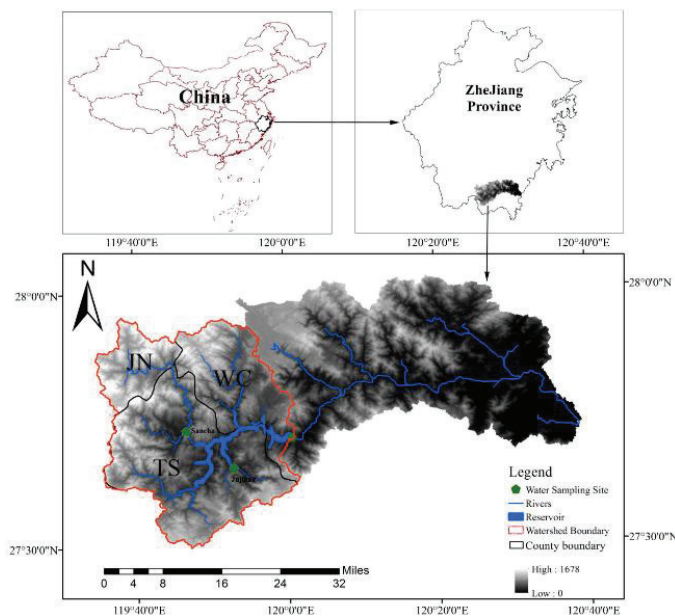 China
ZheJiang
Province
119°40'0"E
120°0'0"E
120°20'0"E
120°40'0"E
28°0'0"N
28°0'0"N
N
JN
WC
Sancha
TS
Legend
Water Sampling Site
Rivers
Reservoir
Watershed Boundary
County boundary
High : 1678
Low : 0
27°30'0"N
27°30'0"N
Miles
0 4 8 16 24 32
119°40'0"E
120°0'0"E
120°20'0"E
120°40'0"E